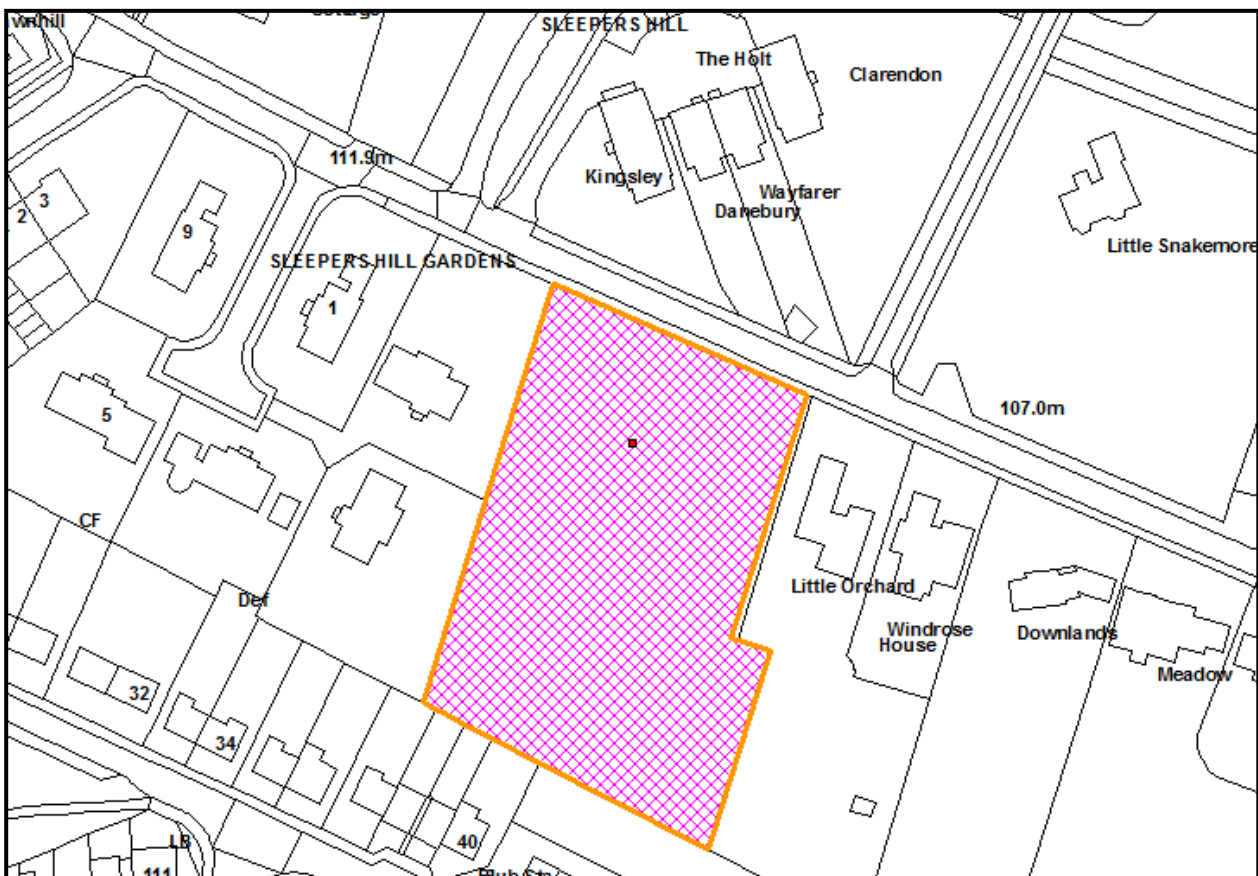 SLEEPERS HILL
The Holt
Clarendon
111.9m
Kingsley
Wayfarer
Danebury
3
2
9
Little Snakemore
SLEEPERS HILL GARDENS
1
107.0m
5
CF
Little Orchard
Def
Windrose
House
Downlands
Meadow
32
34
40
LB
111